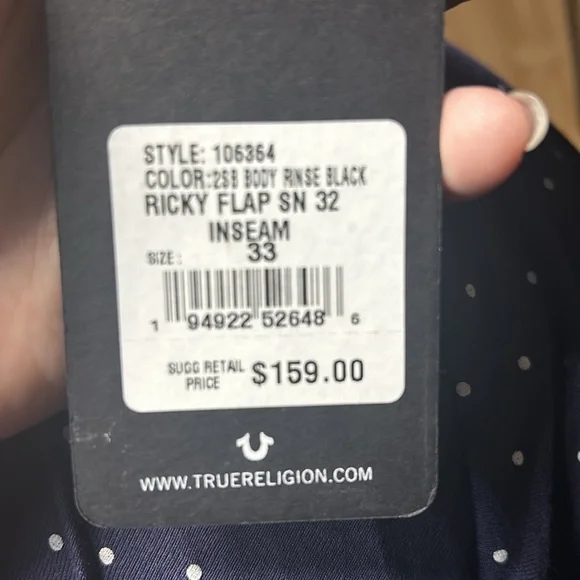 STYLE: 106364
COLOR:2SB BODY RINSE BLACK
RICKY FLAP SN 32
INSEAM
SIZE: 33
1 94922 52648 6
SUGG RETAIL
PRICE $159.00
WWW.TRUERELIGION.COM